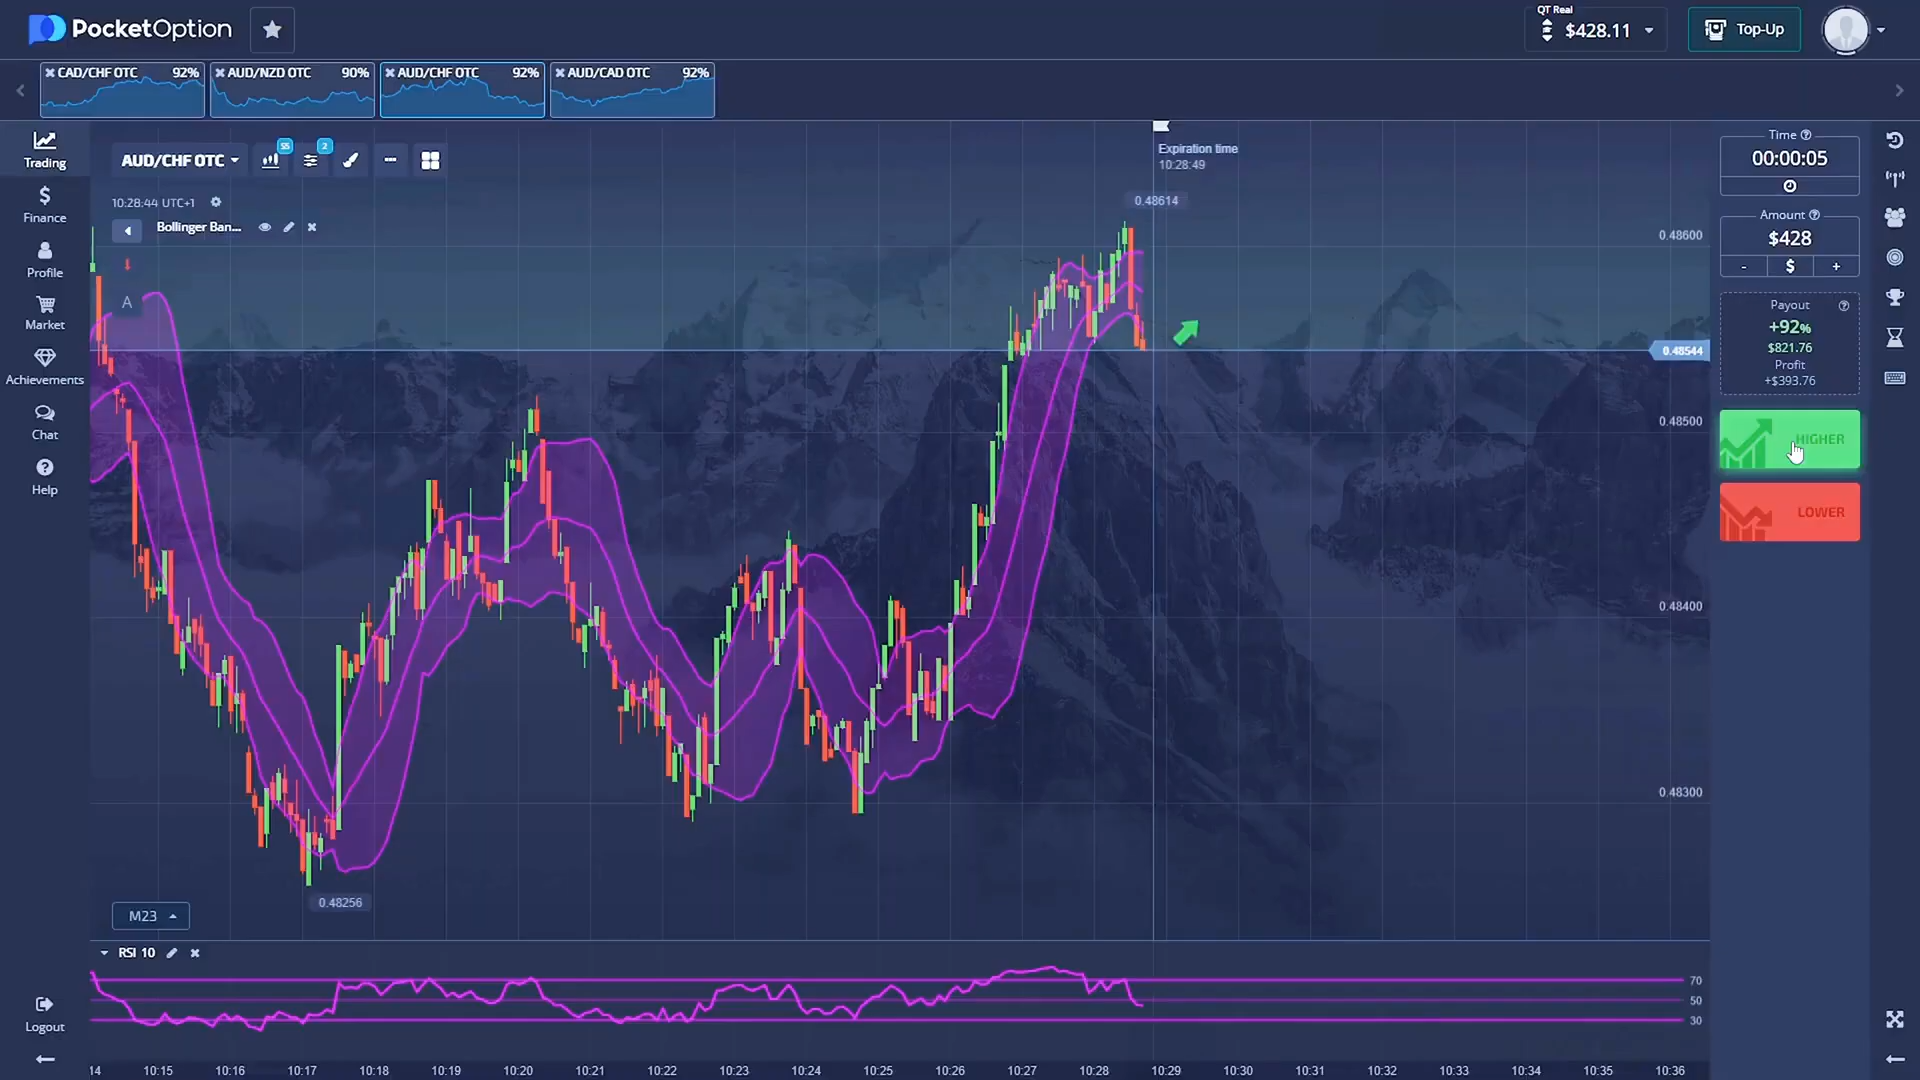 PocketOption
QT Real
$428.11
Top-Up
CAD/CHF OTC 92%
AUD/NZD OTC 90%
AUD/CHF OTC 92%
AUD/CAD OTC 92%
Trading
Finance
Profile
Market
Achievements
Chat
Help
Logout
AUD/CHF OTC
55
2
10:28:44 UTC+1
Bollinger Ban...
A
Expiration time
10:28:49
0.48614
0.48600
0.48544
0.48500
0.48400
0.48300
0.48256
M23
RSI 10
70
50
30
14 10:15 10:16 10:17 10:18 10:19 10:20 10:21 10:22 10:23 10:24 10:25 10:26 10:27 10:28 10:29 10:30 10:31 10:32 10:33 10:34 10:35 10:36
Time
00:00:05
Amount
$428
- $ +
Payout
+92%
$821.76
Profit
+$393.76
HIGHER
LOWER